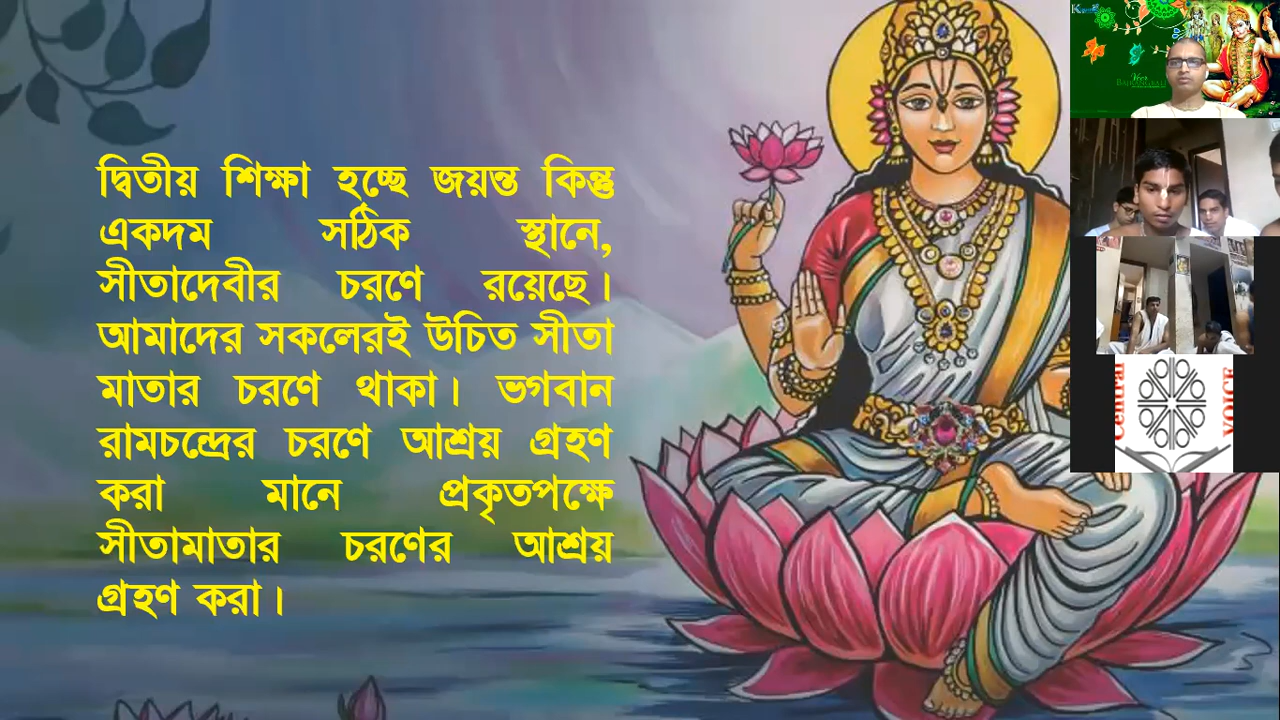 দ্বিতীয় শিক্ষা হচ্ছে জয়ন্ত কিন্তু
একদম সঠিক স্থানে,
সীতাদেবীর চরণে রয়েছে।
আমাদের সকলেরই উচিত সীতা
মাতার চরণে থাকা। ভগবান
রামচন্দ্রের চরণে আশ্রয় গ্রহণ
করা মানে প্রকৃতপক্ষে
সীতামাতার চরণের আশ্রয়
গ্রহণ করা।
Central
VOICE